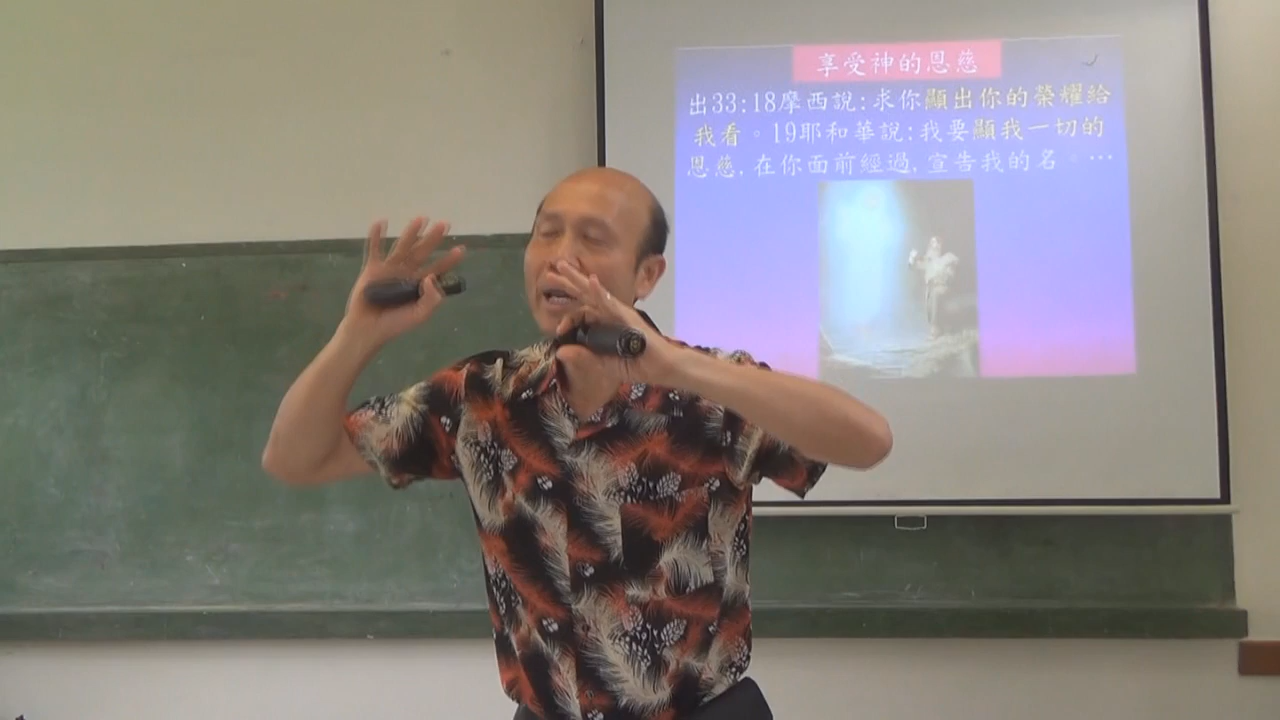 享受神的恩慈
出33:18摩西說:求你顯出你的榮耀給
我看。19耶和華說:我要顯我一切的
恩慈,在你面前經過,宣告我的名。…